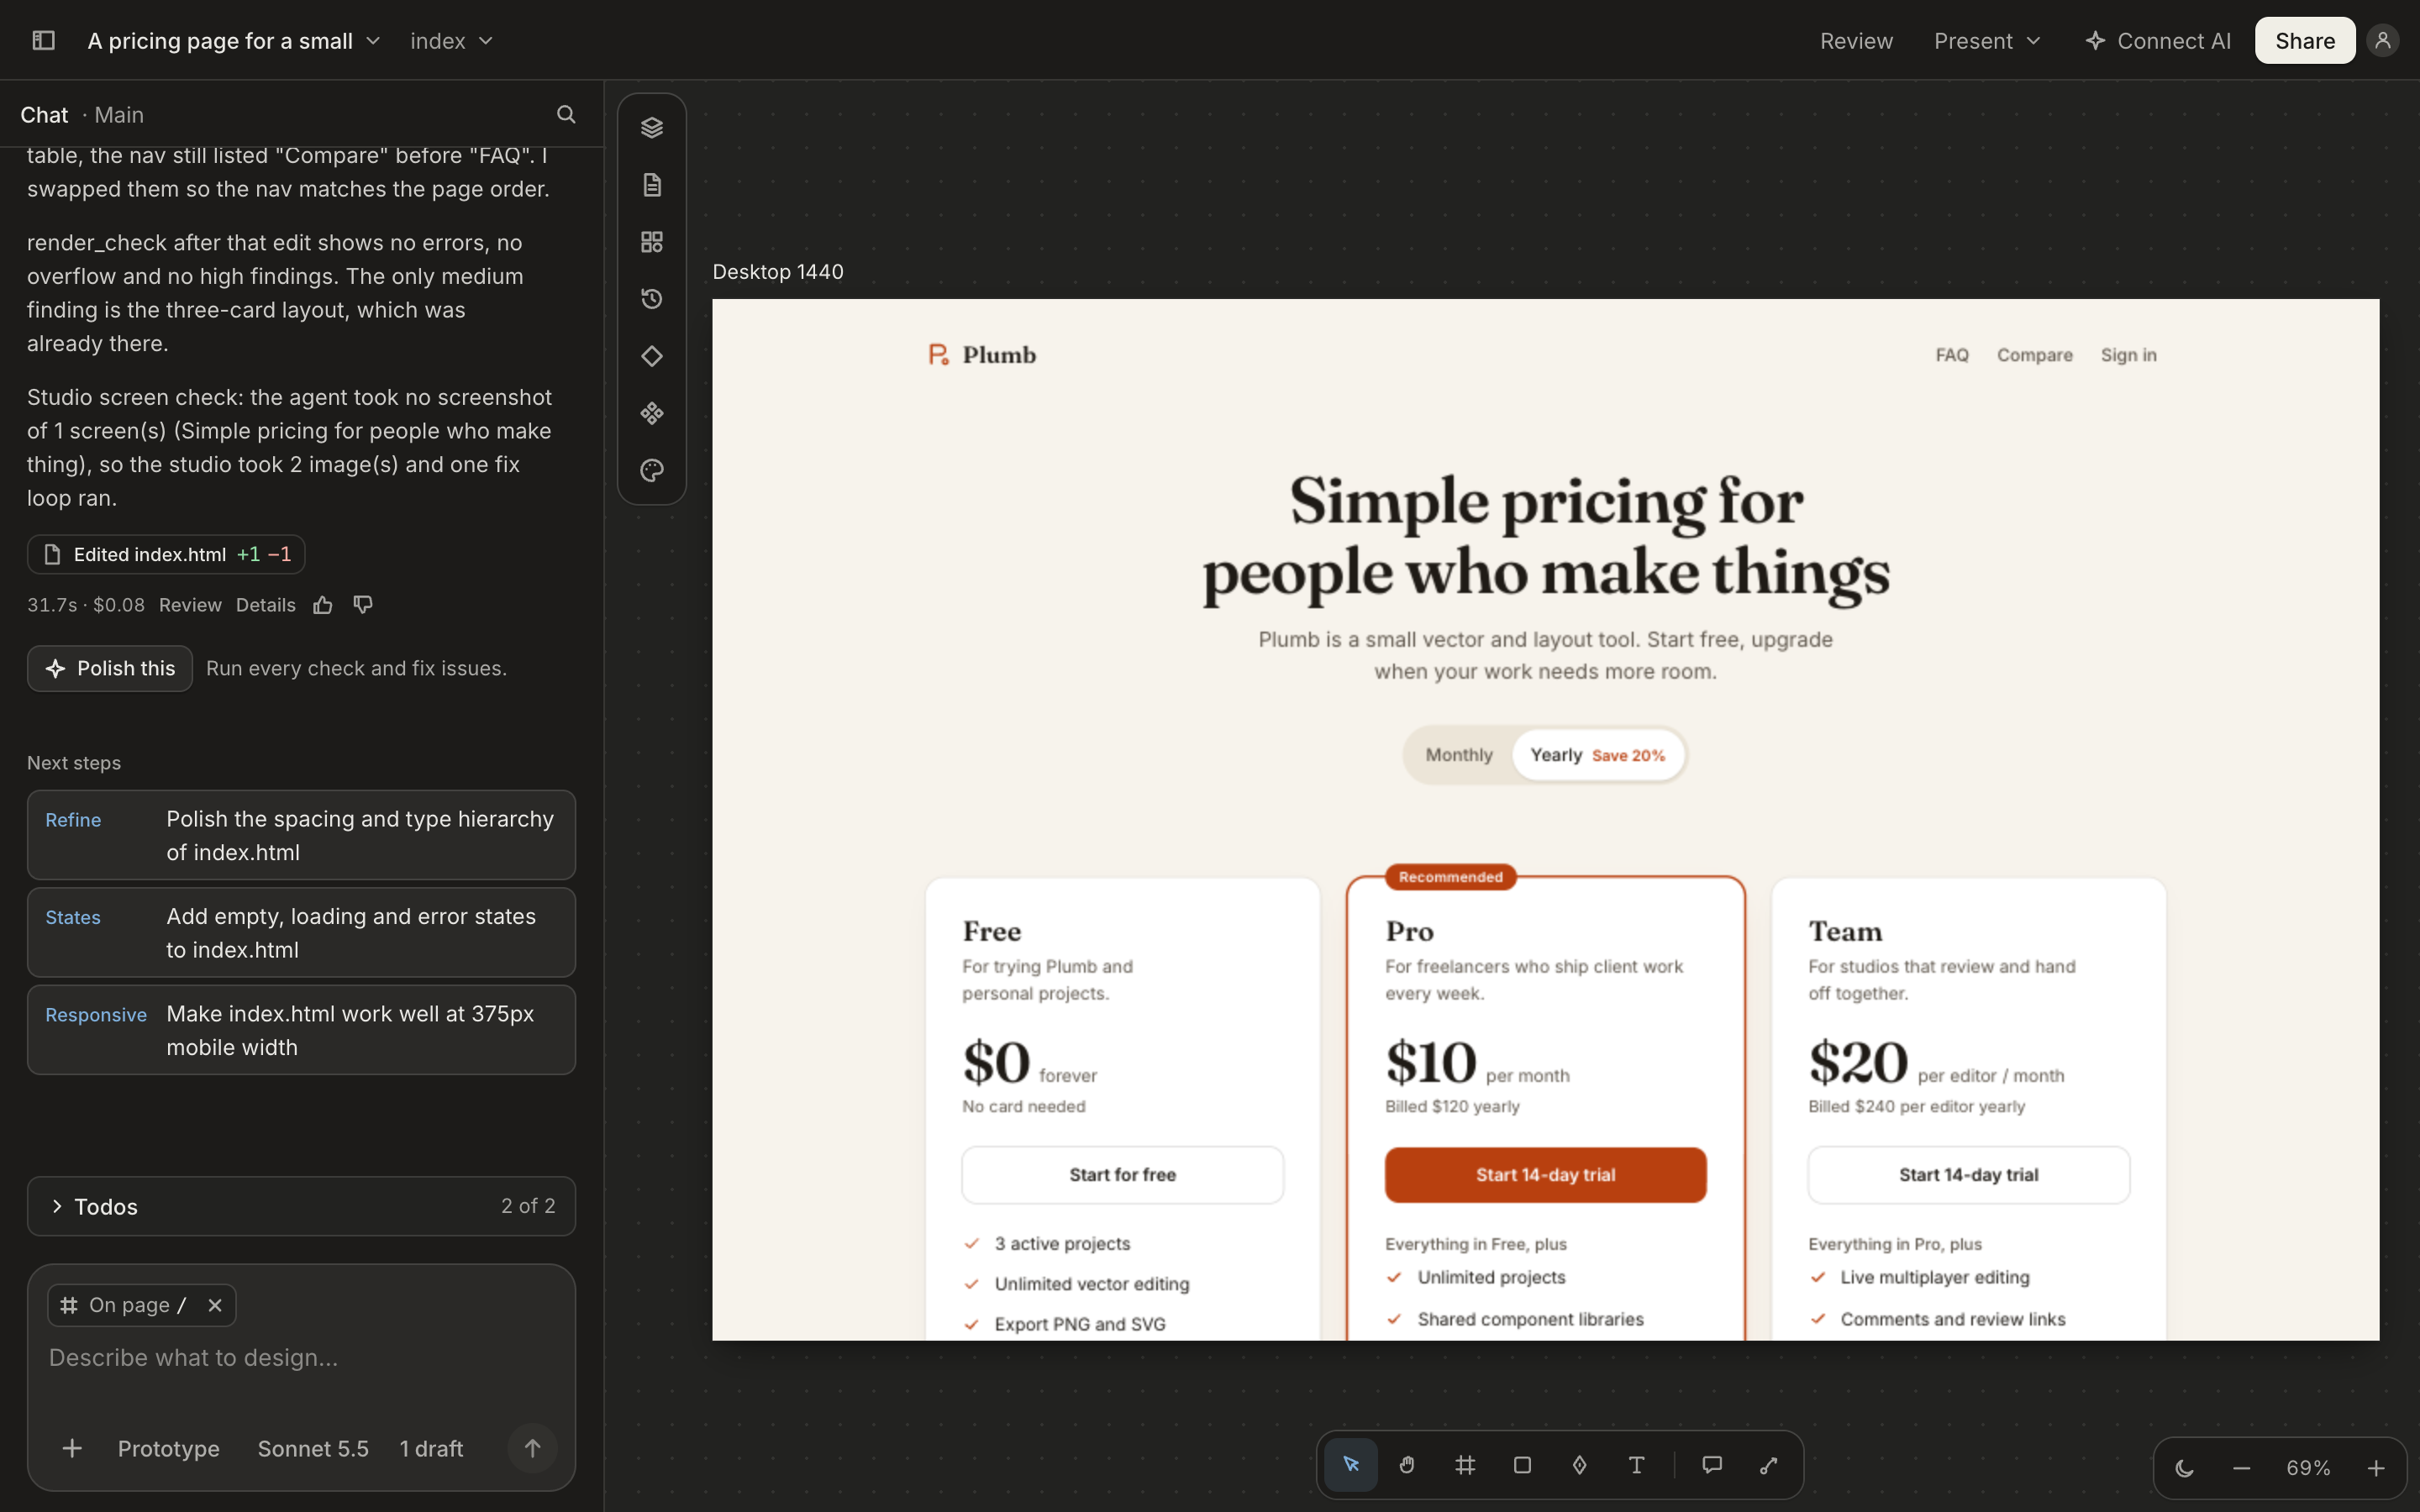 A pricing page for a small
index
Review
Present
Connect AI
Share
Chat · Main
table, the nav still listed "Compare" before "FAQ". I
swapped them so the nav matches the page order.
render_check after that edit shows no errors, no
overflow and no high findings. The only medium
finding is the three-card layout, which was
already there.
Studio screen check: the agent took no screenshot
of 1 screen(s) (Simple pricing for people who make
thing), so the studio took 2 image(s) and one fix
loop ran.
Edited index.html +1 −1
31.7s · $0.08 Review Details
Polish this
Run every check and fix issues.
Next steps
Refine
Polish the spacing and type hierarchy
of index.html
States
Add empty, loading and error states
to index.html
Responsive
Make index.html work well at 375px
mobile width
Todos
2 of 2
On page /
Describe what to design...
Prototype
Sonnet 5.5
1 draft
Desktop 1440
Plumb
FAQ
Compare
Sign in
Simple pricing for
people who make things
Plumb is a small vector and layout tool. Start free, upgrade
when your work needs more room.
Monthly
Yearly Save 20%
Free
For trying Plumb and
personal projects.
$0 forever
No card needed
Start for free
3 active projects
Unlimited vector editing
Export PNG and SVG
Recommended
Pro
For freelancers who ship client work
every week.
$10 per month
Billed $120 yearly
Start 14-day trial
Everything in Free, plus
Unlimited projects
Shared component libraries
Team
For studios that review and hand
off together.
$20 per editor / month
Billed $240 per editor yearly
Start 14-day trial
Everything in Pro, plus
Live multiplayer editing
Comments and review links
69%